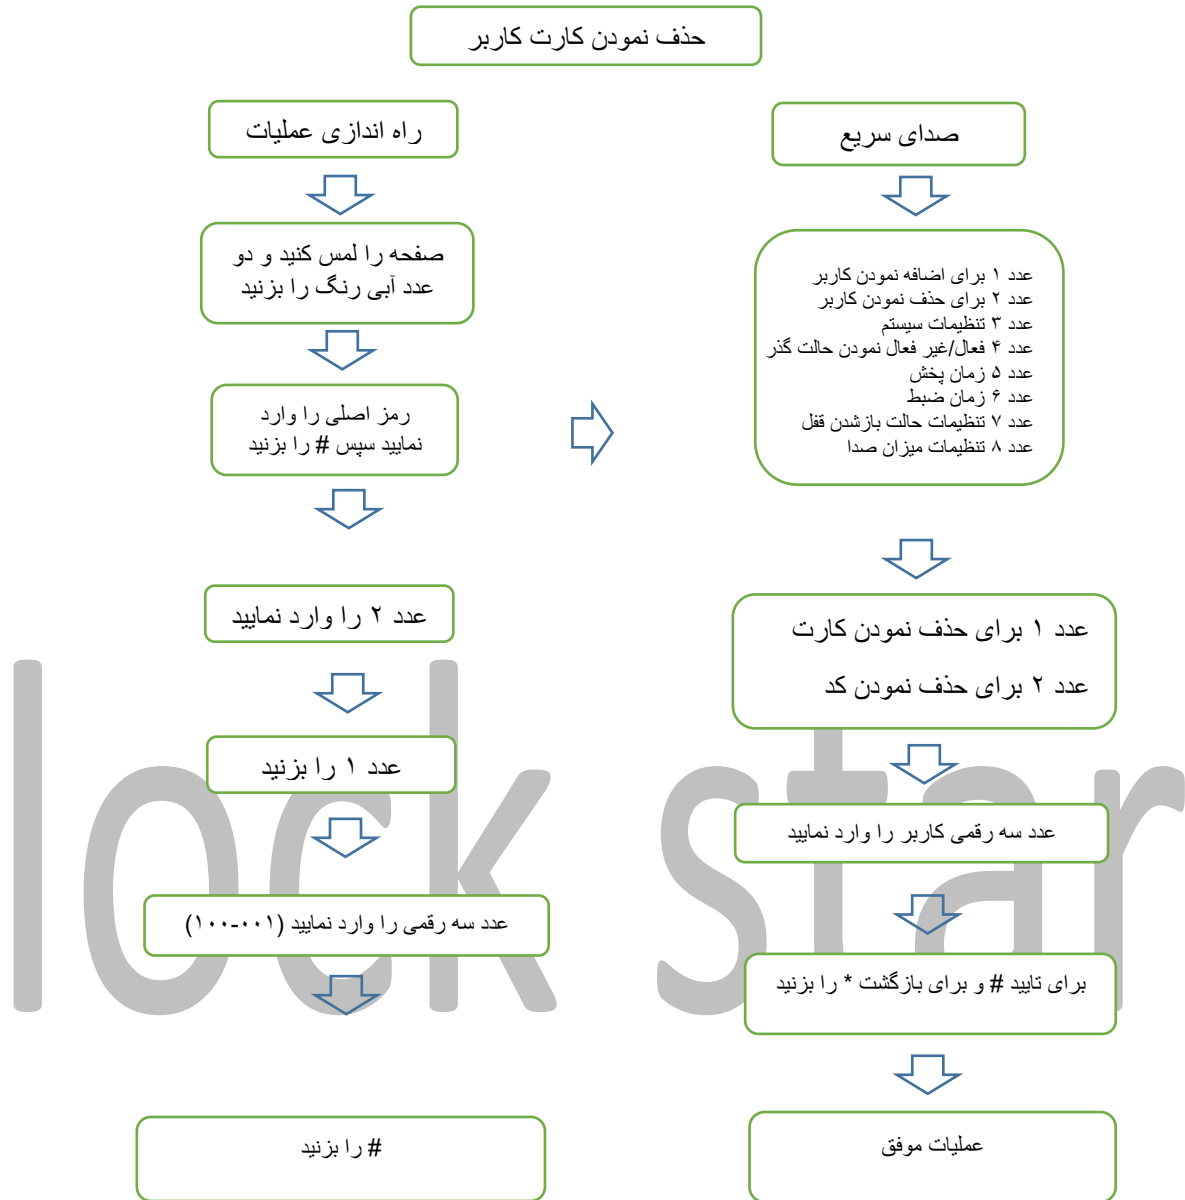 حذف نمودن کارت کاربر
راه اندازی عملیات
صفحه را لمس کنید و دو
عدد آبی رنگ را بزنید
رمز اصلی را وارد
نمایید سپس # را بزنید
عدد ۲ را وارد نمایید
عدد ۱ را بزنید
عدد سه رقمی را وارد نمایید (۰۰۱-۱۰۰)
# را بزنید
صدای سریع
عدد ۱ برای اضافه نمودن کاربر
عدد ۲ برای حذف نمودن کاربر
عدد ۳ تنظیمات سیستم
عدد ۴ فعال/غیر فعال نمودن حالت گذر
عدد ۵ زمان پخش
عدد ۶ زمان ضبط
عدد ۷ تنظیمات حالت بازشدن قفل
عدد ۸ تنظیمات میزان صدا
عدد ۱ برای حذف نمودن کارت
عدد ۲ برای حذف نمودن کد
عدد سه رقمی کاربر را وارد نمایید
برای تایید # و برای بازگشت * را بزنید
عملیات موفق
lock star